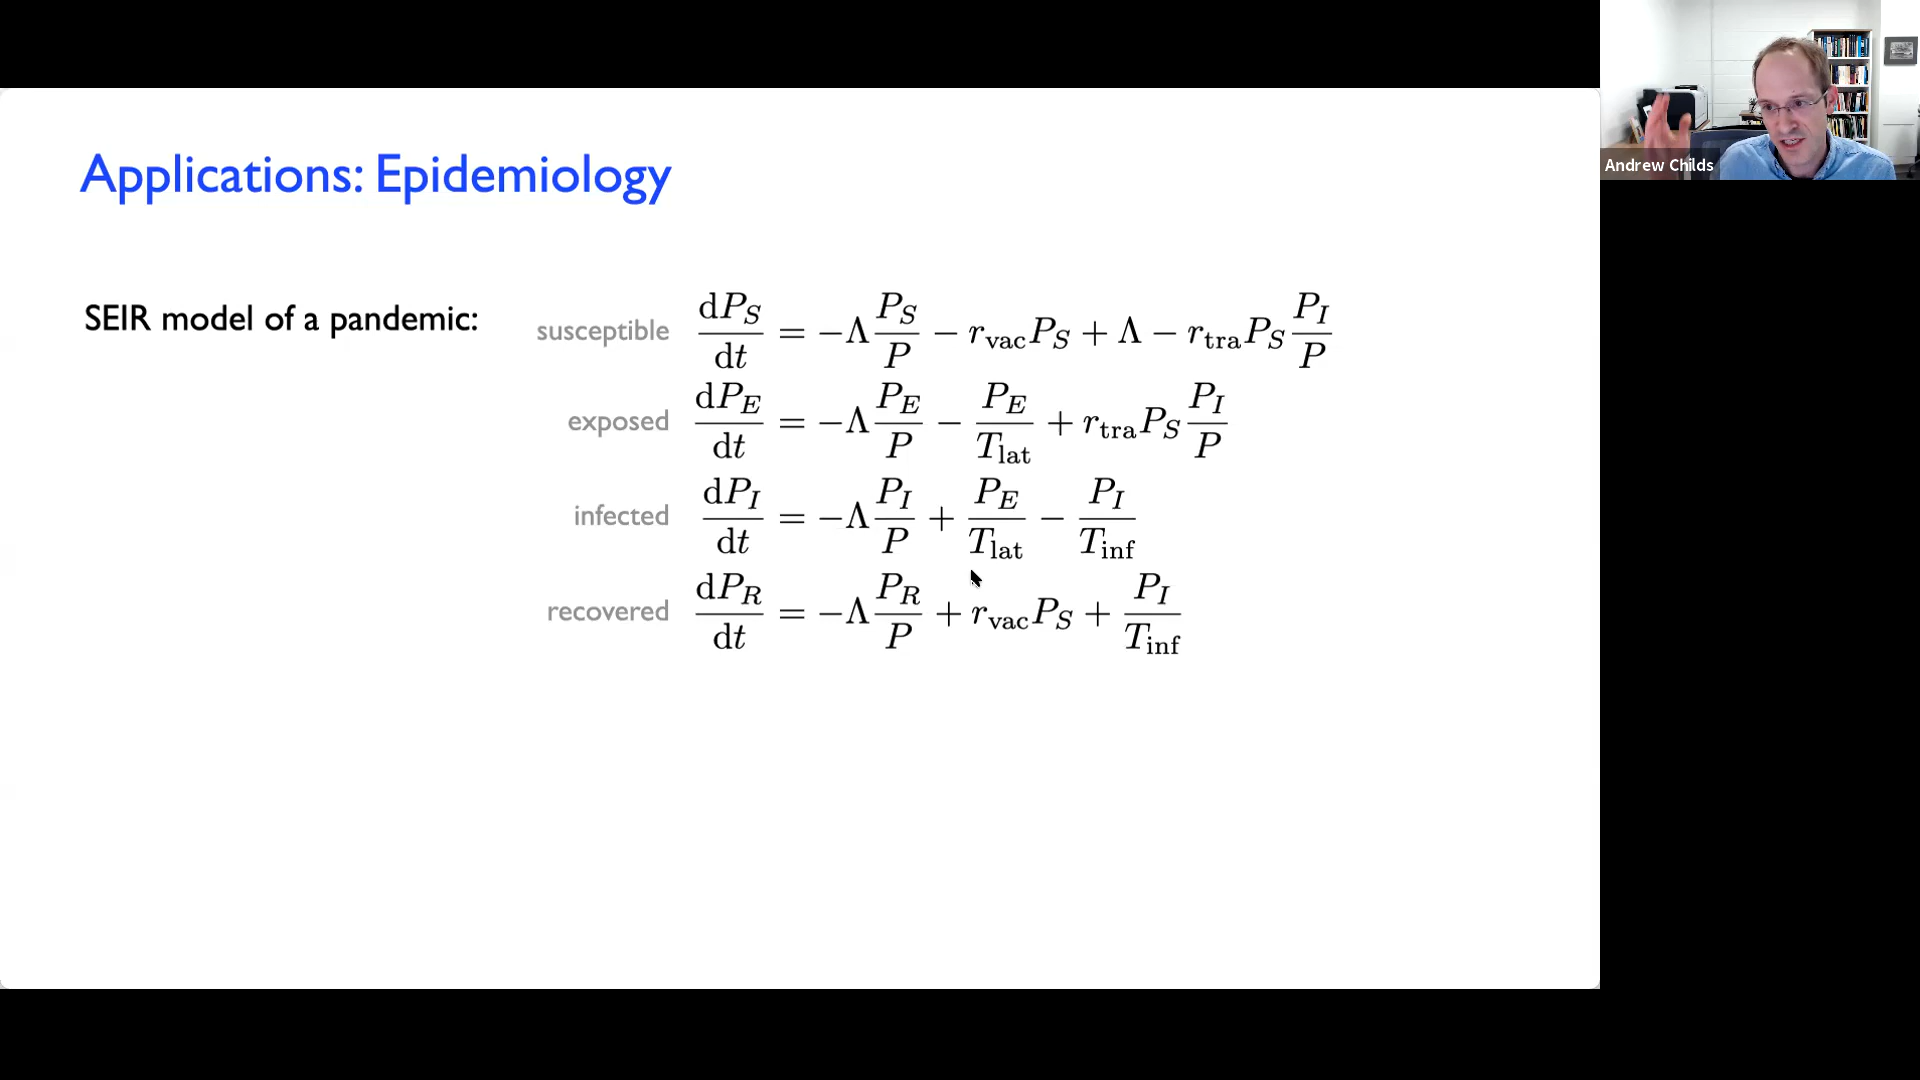 Applications: Epidemiology
SEIR model of a pandemic:
susceptible dP_S/dt = −Λ P_S/P − r_vac P_S + Λ − r_tra P_S P_I/P
exposed dP_E/dt = −Λ P_E/P − P_E/T_lat + r_tra P_S P_I/P
infected dP_I/dt = −Λ P_I/P + P_E/T_lat − P_I/T_inf
recovered dP_R/dt = −Λ P_R/P + r_vac P_S + P_I/T_inf
Andrew Childs